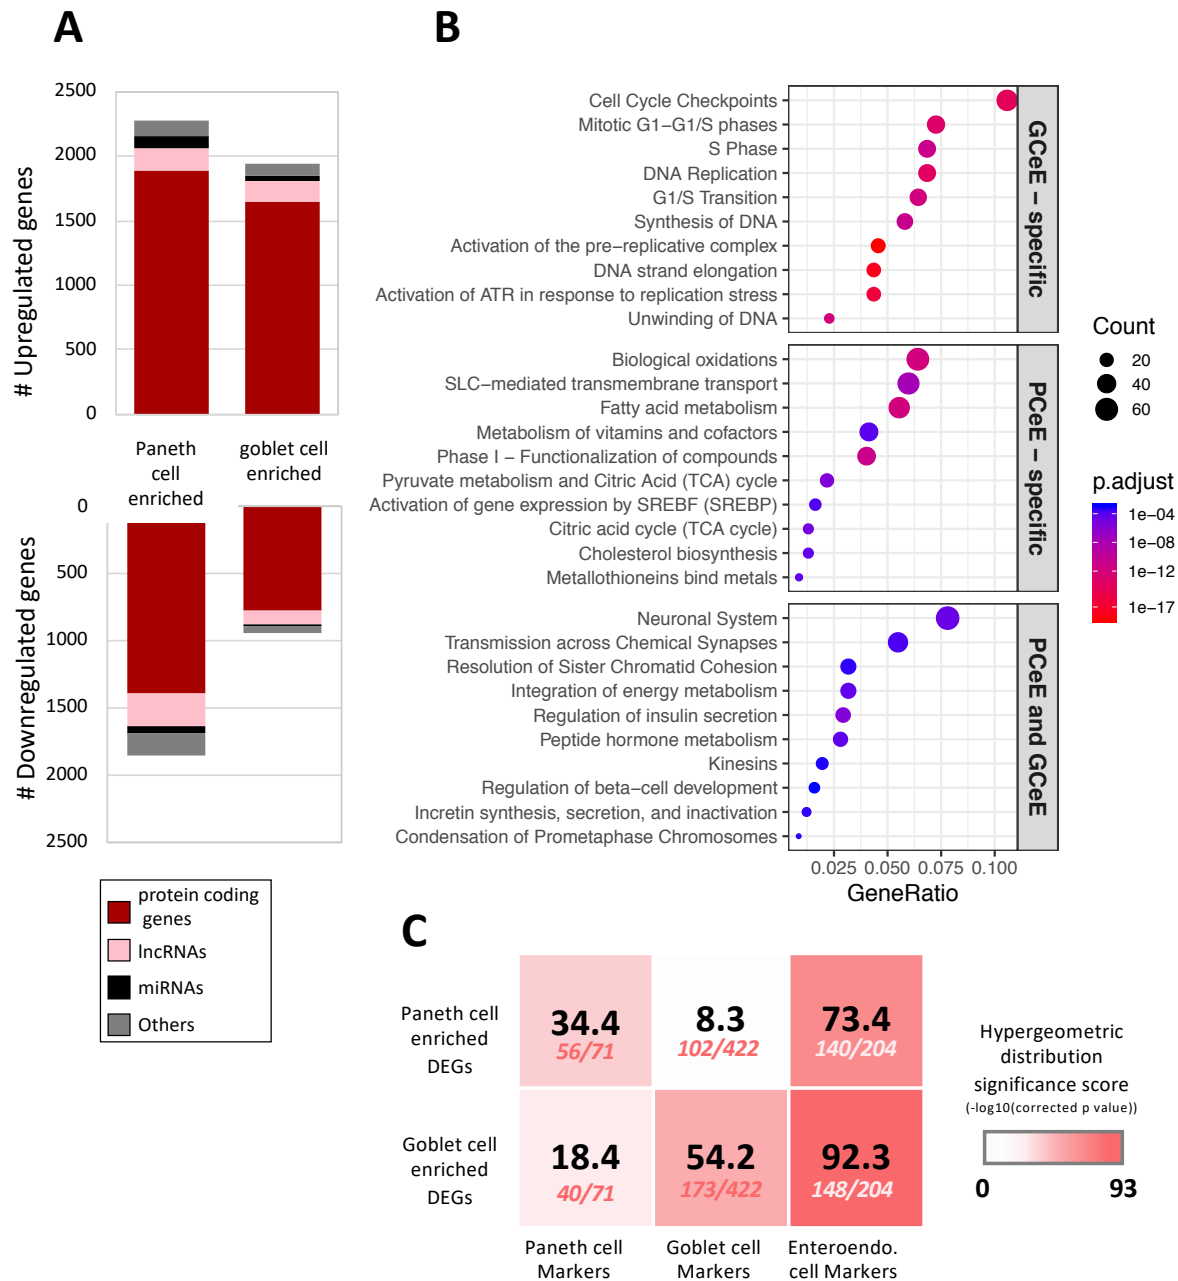 A
2500
2000
1500
1000
500
0
# Upregulated genes
Paneth
cell
enriched
goblet cell
enriched
0
500
1000
1500
2000
2500
# Downregulated genes
protein coding
genes
lncRNAs
miRNAs
Others
B
Cell Cycle Checkpoints
Mitotic G1−G1/S phases
S Phase
DNA Replication
G1/S Transition
Synthesis of DNA
Activation of the pre−replicative complex
DNA strand elongation
Activation of ATR in response to replication stress
Unwinding of DNA
GCeE − specific
Biological oxidations
SLC−mediated transmembrane transport
Fatty acid metabolism
Metabolism of vitamins and cofactors
Phase I − Functionalization of compounds
Pyruvate metabolism and Citric Acid (TCA) cycle
Activation of gene expression by SREBF (SREBP)
Citric acid cycle (TCA cycle)
Cholesterol biosynthesis
Metallothioneins bind metals
PCeE − specific
Neuronal System
Transmission across Chemical Synapses
Resolution of Sister Chromatid Cohesion
Integration of energy metabolism
Regulation of insulin secretion
Peptide hormone metabolism
Kinesins
Regulation of beta−cell development
Incretin synthesis, secretion, and inactivation
Condensation of Prometaphase Chromosomes
PCeE and GCeE
0.025 0.050 0.075 0.100
GeneRatio
Count
20
40
60
p.adjust
1e−04
1e−08
1e−12
1e−17
C
Paneth cell
enriched
DEGs
34.4
56/71
8.3
102/422
73.4
140/204
Goblet cell
enriched
DEGs
18.4
40/71
54.2
173/422
92.3
148/204
Paneth cell
Markers
Goblet cell
Markers
Enteroendo.
cell Markers
Hypergeometric
distribution
significance score
(-log10(corrected p value))
0 93